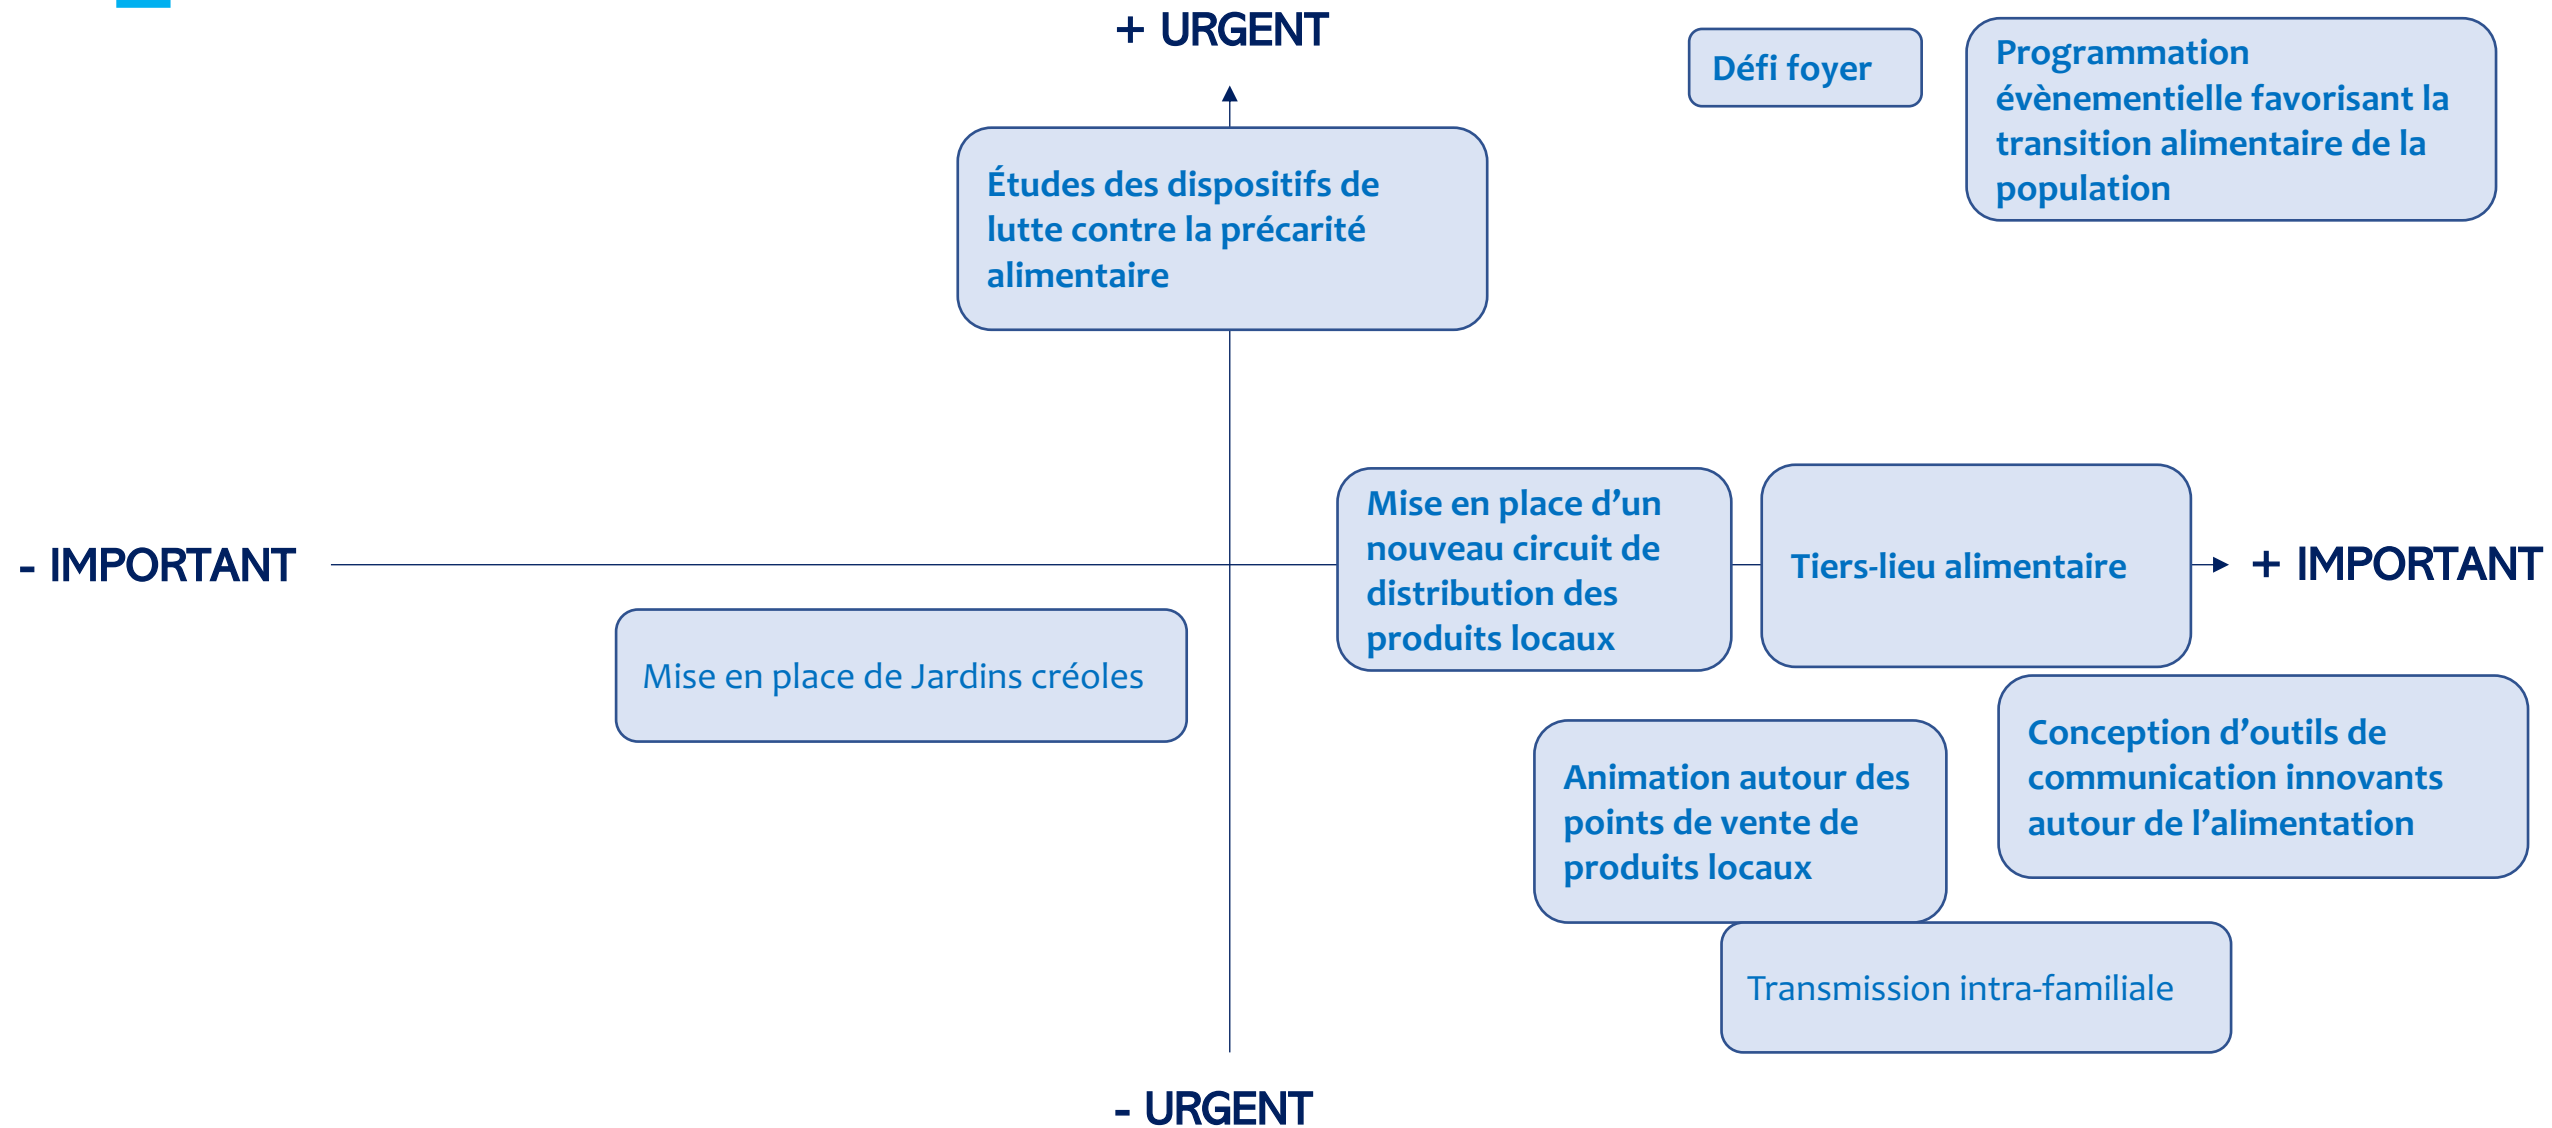 + URGENT
Défi foyer
Programmation
évènementielle favorisant la
transition alimentaire de la
population
Études des dispositifs de
lutte contre la précarité
alimentaire
- IMPORTANT
Mise en place d’un
nouveau circuit de
distribution des
produits locaux
Tiers-lieu alimentaire
+ IMPORTANT
Mise en place de Jardins créoles
Conception d’outils de
communication innovants
autour de l’alimentation
Animation autour des
points de vente de
produits locaux
Transmission intra-familiale
- URGENT